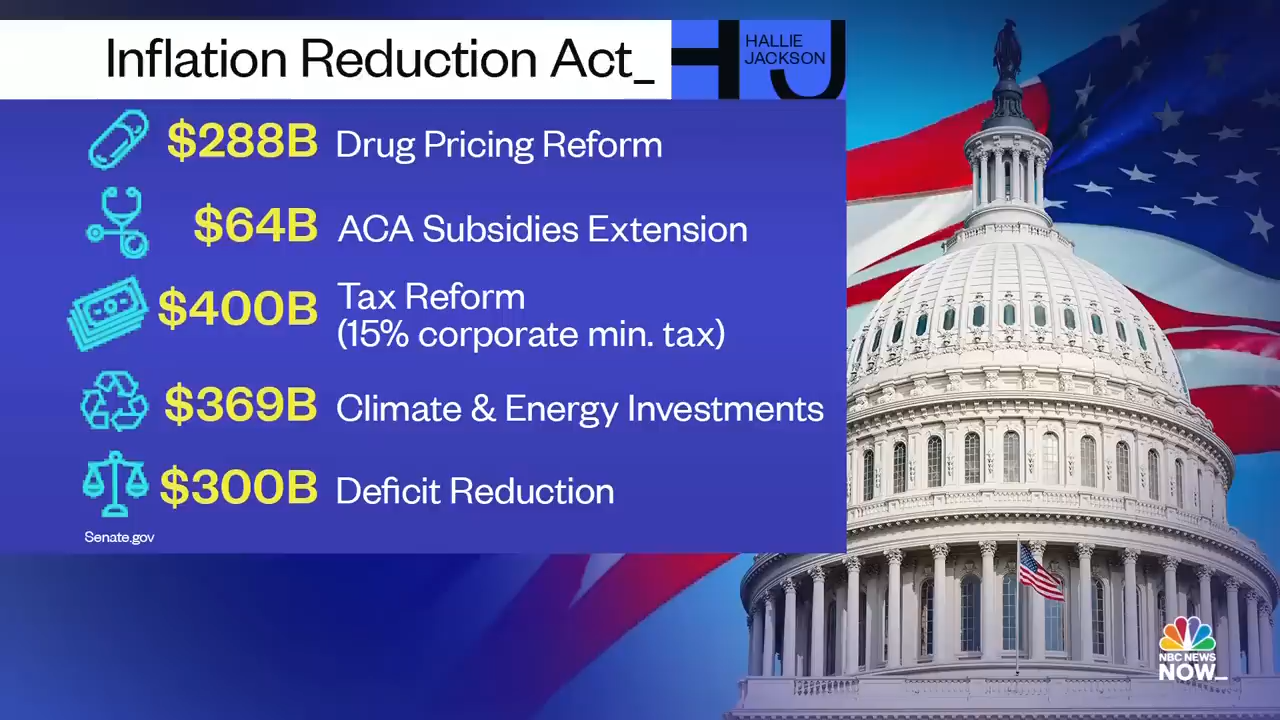 Inflation Reduction Act_
HALLIE
JACKSON
$288B Drug Pricing Reform
$64B ACA Subsidies Extension
$400B Tax Reform
(15% corporate min. tax)
$369B Climate & Energy Investments
$300B Deficit Reduction
Senate.gov
NBC NEWS
NOW_